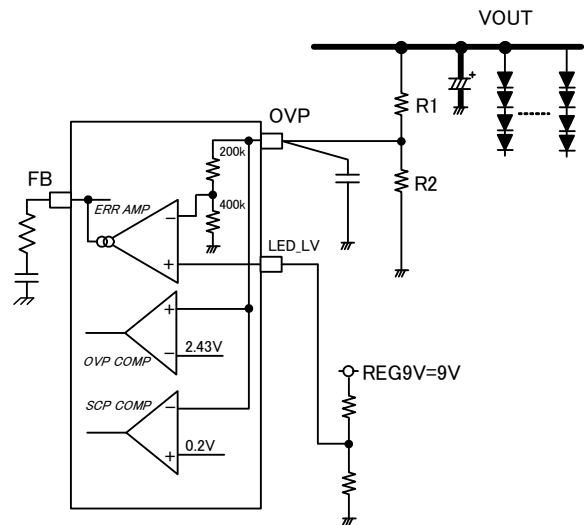 VOUT
OVP
R1
200k
R2
FB
ERR AMP
400k
−
+
LED_LV
+
−
2.43V
OVP COMP
REG9V=9V
SCP COMP
−
+
0.2V
+